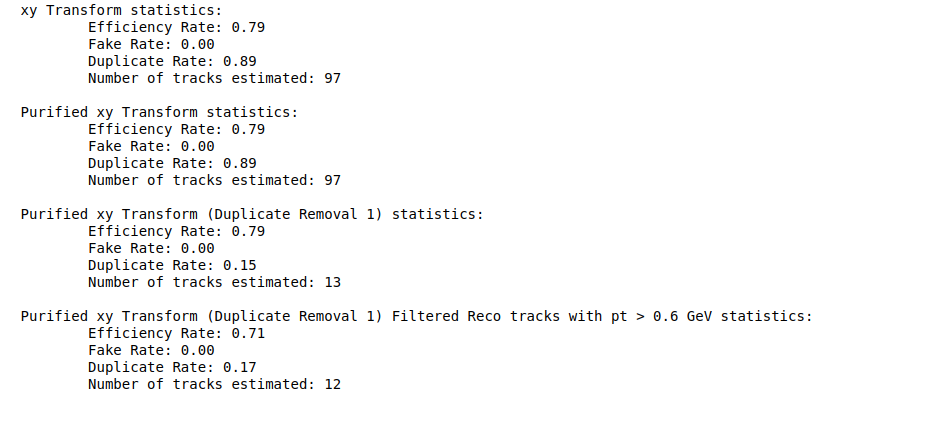 xy Transform statistics:
Efficiency Rate: 0.79
Fake Rate: 0.00
Duplicate Rate: 0.89
Number of tracks estimated: 97
Purified xy Transform statistics:
Efficiency Rate: 0.79
Fake Rate: 0.00
Duplicate Rate: 0.89
Number of tracks estimated: 97
Purified xy Transform (Duplicate Removal 1) statistics:
Efficiency Rate: 0.79
Fake Rate: 0.00
Duplicate Rate: 0.15
Number of tracks estimated: 13
Purified xy Transform (Duplicate Removal 1) Filtered Reco tracks with pt > 0.6 GeV statistics:
Efficiency Rate: 0.71
Fake Rate: 0.00
Duplicate Rate: 0.17
Number of tracks estimated: 12